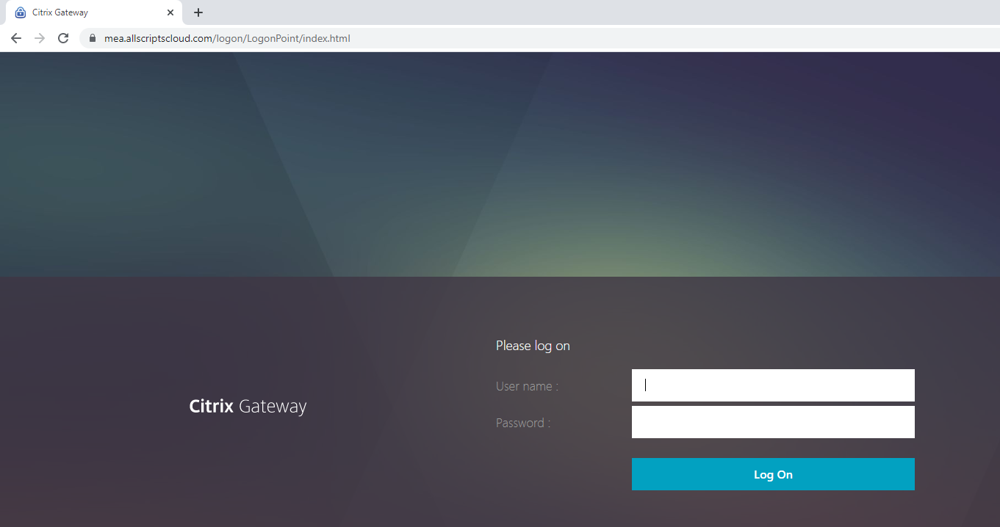 Citrix Gateway
mea.allscriptscloud.com/logon/LogonPoint/index.html
Please log on
User name :
Citrix Gateway
Password :
Log On